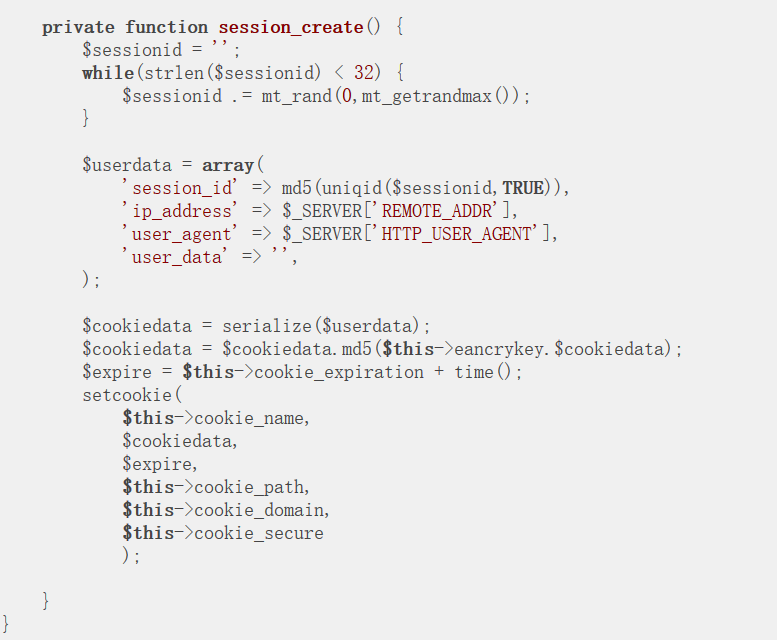 private function session_create() {
$sessionid = '';
while(strlen($sessionid) < 32) {
$sessionid .= mt_rand(0,mt_getrandmax());
}
$userdata = array(
'session_id' => md5(uniqid($sessionid,TRUE)),
'ip_address' => $_SERVER['REMOTE_ADDR'],
'user_agent' => $_SERVER['HTTP_USER_AGENT'],
'user_data' => '',
);
$cookiedata = serialize($userdata);
$cookiedata = $cookiedata.md5($this->eancrykey.$cookiedata);
$expire = $this->cookie_expiration + time();
setcookie(
$this->cookie_name,
$cookiedata,
$expire,
$this->cookie_path,
$this->cookie_domain,
$this->cookie_secure
);
}
}